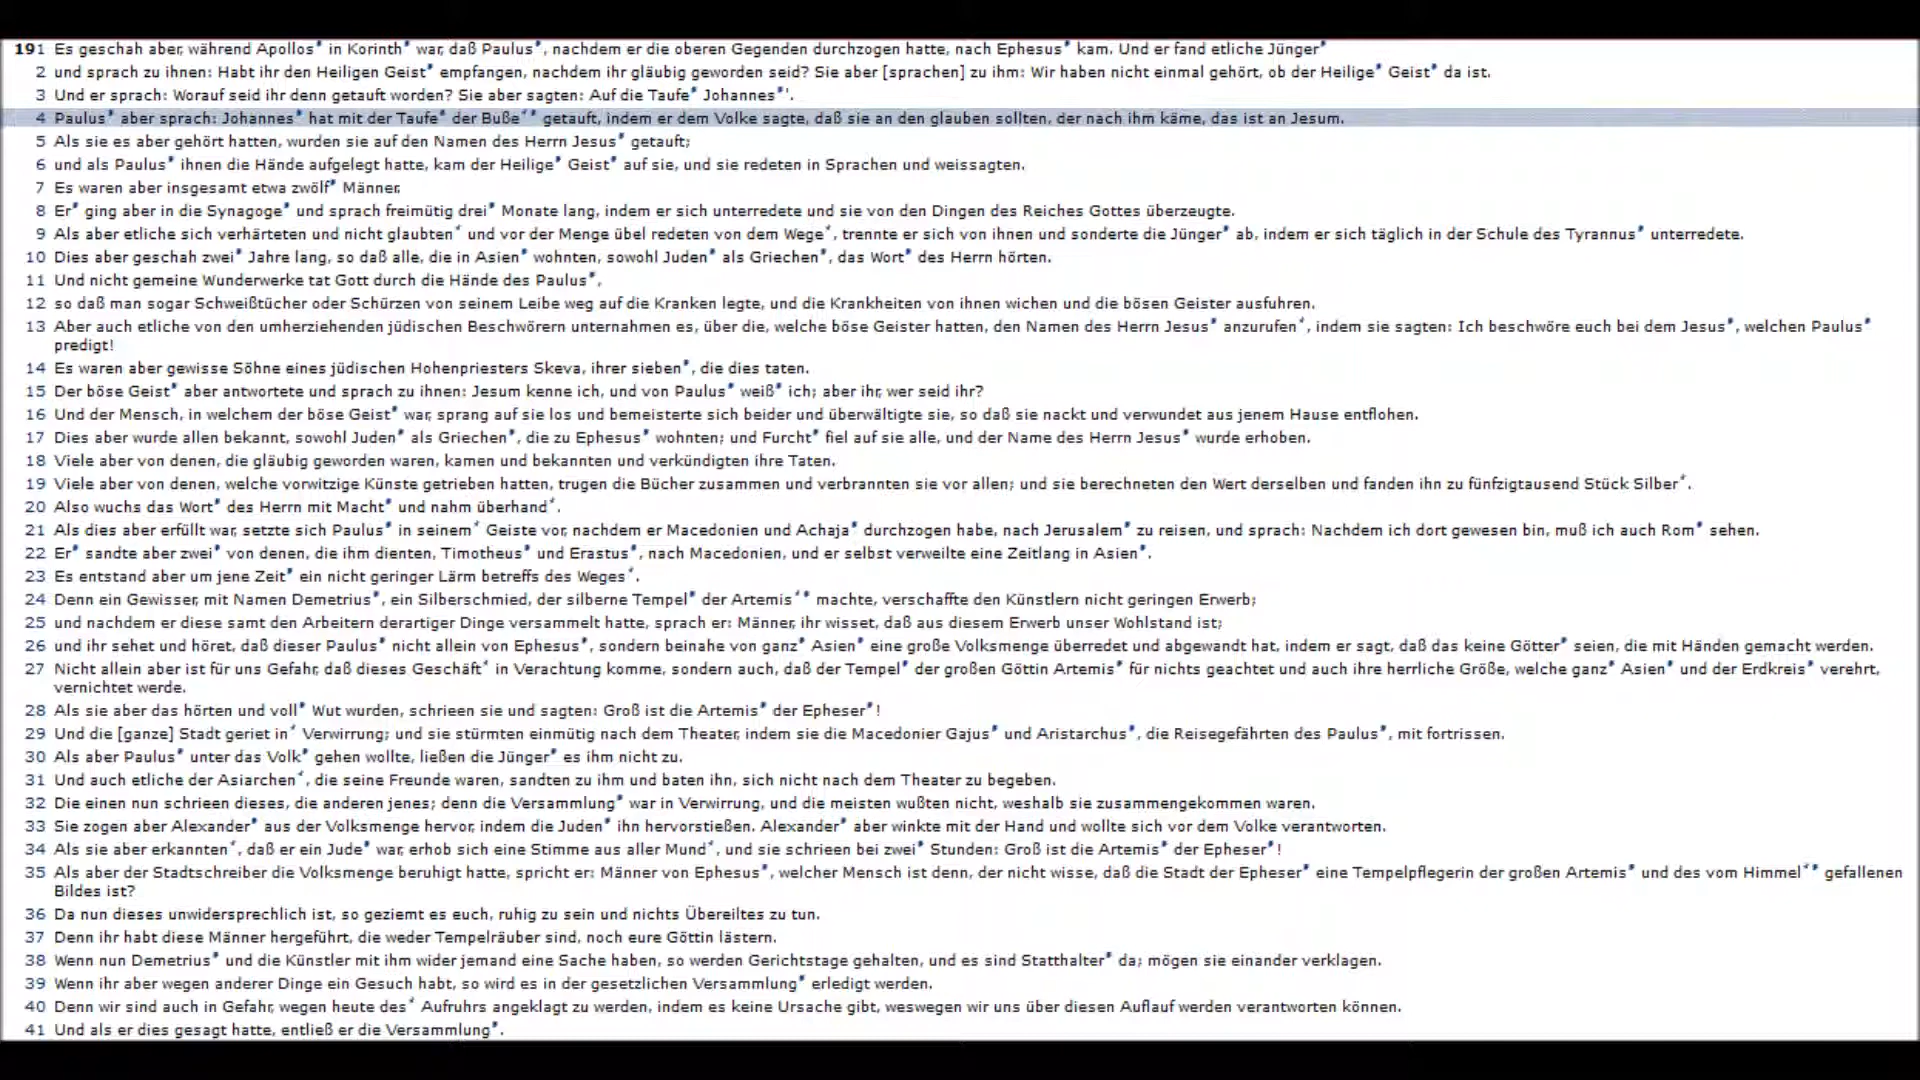 191 Es geschah aber, während Apollos* in Korinth* war, daß Paulus*, nachdem er die oberen Gegenden durchzogen hatte, nach Ephesus* kam. Und er fand etliche Jünger*
2 und sprach zu ihnen: Habt ihr den Heiligen Geist* empfangen, nachdem ihr gläubig geworden seid? Sie aber [sprachen] zu ihm: Wir haben nicht einmal gehört, ob der Heilige* Geist* da ist.
3 Und er sprach: Worauf seid ihr denn getauft worden? Sie aber sagten: Auf die Taufe* Johannes*'.
4 Paulus* aber sprach: Johannes* hat mit der Taufe* der Buße'* getauft, indem er dem Volke sagte, daß sie an den glauben sollten, der nach ihm käme, das ist an Jesum.
5 Als sie es aber gehört hatten, wurden sie auf den Namen des Herrn Jesus* getauft;
6 und als Paulus* ihnen die Hände aufgelegt hatte, kam der Heilige* Geist* auf sie, und sie redeten in Sprachen und weissagten.
7 Es waren aber insgesamt etwa zwölf* Männer.
8 Er* ging aber in die Synagoge* und sprach freimütig drei* Monate lang, indem er sich unterredete und sie von den Dingen des Reiches Gottes überzeugte.
9 Als aber etliche sich verhärteten und nicht glaubten' und vor der Menge übel redeten von dem Wege', trennte er sich von ihnen und sonderte die Jünger* ab, indem er sich täglich in der Schule des Tyrannus* unterredete.
10 Dies aber geschah zwei* Jahre lang, so daß alle, die in Asien* wohnten, sowohl Juden* als Griechen*, das Wort* des Herrn hörten.
11 Und nicht gemeine Wunderwerke tat Gott durch die Hände des Paulus*,
12 so daß man sogar Schweißtücher oder Schürzen von seinem Leibe weg auf die Kranken legte, und die Krankheiten von ihnen wichen und die bösen Geister ausfuhren.
13 Aber auch etliche von den umherziehenden jüdischen Beschwörern unternahmen es, über die, welche böse Geister hatten, den Namen des Herrn Jesus* anzurufen', indem sie sagten: Ich beschwöre euch bei dem Jesus*, welchen Paulus*
predigt!
14 Es waren aber gewisse Söhne eines jüdischen Hohenpriesters Skeva, ihrer sieben*, die dies taten.
15 Der böse Geist* aber antwortete und sprach zu ihnen: Jesum kenne ich, und von Paulus* weiß* ich; aber ihr, wer seid ihr?
16 Und der Mensch, in welchem der böse Geist* war, sprang auf sie los und bemeisterte sich beider und überwältigte sie, so daß sie nackt und verwundet aus jenem Hause entflohen.
17 Dies aber wurde allen bekannt, sowohl Juden* als Griechen*, die zu Ephesus* wohnten; und Furcht* fiel auf sie alle, und der Name des Herrn Jesus* wurde erhoben.
18 Viele aber von denen, die gläubig geworden waren, kamen und bekannten und verkündigten ihre Taten.
19 Viele aber von denen, welche vorwitzige Künste getrieben hatten, trugen die Bücher zusammen und verbrannten sie vor allen; und sie berechneten den Wert derselben und fanden ihn zu fünfzigtausend Stück Silber'.
20 Also wuchs das Wort* des Herrn mit Macht* und nahm überhand'.
21 Als dies aber erfüllt war, setzte sich Paulus* in seinem' Geiste vor, nachdem er Macedonien und Achaja* durchzogen habe, nach Jerusalem* zu reisen, und sprach: Nachdem ich dort gewesen bin, muß ich auch Rom* sehen.
22 Er* sandte aber zwei* von denen, die ihm dienten, Timotheus* und Erastus*, nach Macedonien, und er selbst verweilte eine Zeitlang in Asien*.
23 Es entstand aber um jene Zeit* ein nicht geringer Lärm betreffs des Weges'.
24 Denn ein Gewisser, mit Namen Demetrius*, ein Silberschmied, der silberne Tempel* der Artemis'* machte, verschaffte den Künstlern nicht geringen Erwerb;
25 und nachdem er diese samt den Arbeitern derartiger Dinge versammelt hatte, sprach er: Männer, ihr wisset, daß aus diesem Erwerb unser Wohlstand ist;
26 und ihr sehet und höret, daß dieser Paulus* nicht allein von Ephesus*, sondern beinahe von ganz* Asien* eine große Volksmenge überredet und abgewandt hat, indem er sagt, daß das keine Götter* seien, die mit Händen gemacht werden.
27 Nicht allein aber ist für uns Gefahr, daß dieses Geschäft' in Verachtung komme, sondern auch, daß der Tempel* der großen Göttin Artemis* für nichts geachtet und auch ihre herrliche Größe, welche ganz* Asien* und der Erdkreis* verehrt,
vernichtet werde.
28 Als sie aber das hörten und voll* Wut wurden, schrieen sie und sagten: Groß ist die Artemis* der Epheser*!
29 Und die [ganze] Stadt geriet in' Verwirrung; und sie stürmten einmütig nach dem Theater, indem sie die Macedonier Gajus* und Aristarchus*, die Reisegefährten des Paulus*, mit fortrissen.
30 Als aber Paulus* unter das Volk* gehen wollte, ließen die Jünger* es ihm nicht zu.
31 Und auch etliche der Asiarchen', die seine Freunde waren, sandten zu ihm und baten ihn, sich nicht nach dem Theater zu begeben.
32 Die einen nun schrieen dieses, die anderen jenes; denn die Versammlung* war in Verwirrung, und die meisten wußten nicht, weshalb sie zusammengekommen waren.
33 Sie zogen aber Alexander* aus der Volksmenge hervor, indem die Juden* ihn hervorstießen. Alexander* aber winkte mit der Hand und wollte sich vor dem Volke verantworten.
34 Als sie aber erkannten', daß er ein Jude* war, erhob sich eine Stimme aus aller Mund', und sie schrieen bei zwei* Stunden: Groß ist die Artemis* der Epheser*!
35 Als aber der Stadtschreiber die Volksmenge beruhigt hatte, spricht er: Männer von Ephesus*, welcher Mensch ist denn, der nicht wisse, daß die Stadt der Epheser* eine Tempelpflegerin der großen Artemis* und des vom Himmel'* gefallenen
Bildes ist?
36 Da nun dieses unwidersprechlich ist, so geziemt es euch, ruhig zu sein und nichts Übereiltes zu tun.
37 Denn ihr habt diese Männer hergeführt, die weder Tempelräuber sind, noch eure Göttin lästern.
38 Wenn nun Demetrius* und die Künstler mit ihm wider jemand eine Sache haben, so werden Gerichtstage gehalten, und es sind Statthalter* da; mögen sie einander verklagen.
39 Wenn ihr aber wegen anderer Dinge ein Gesuch habt, so wird es in der gesetzlichen Versammlung* erledigt werden.
40 Denn wir sind auch in Gefahr, wegen heute des' Aufruhrs angeklagt zu werden, indem es keine Ursache gibt, weswegen wir uns über diesen Auflauf werden verantworten können.
41 Und als er dies gesagt hatte, entließ er die Versammlung*.